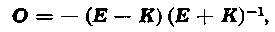 O = − (E − K) (E + K)⁻¹,